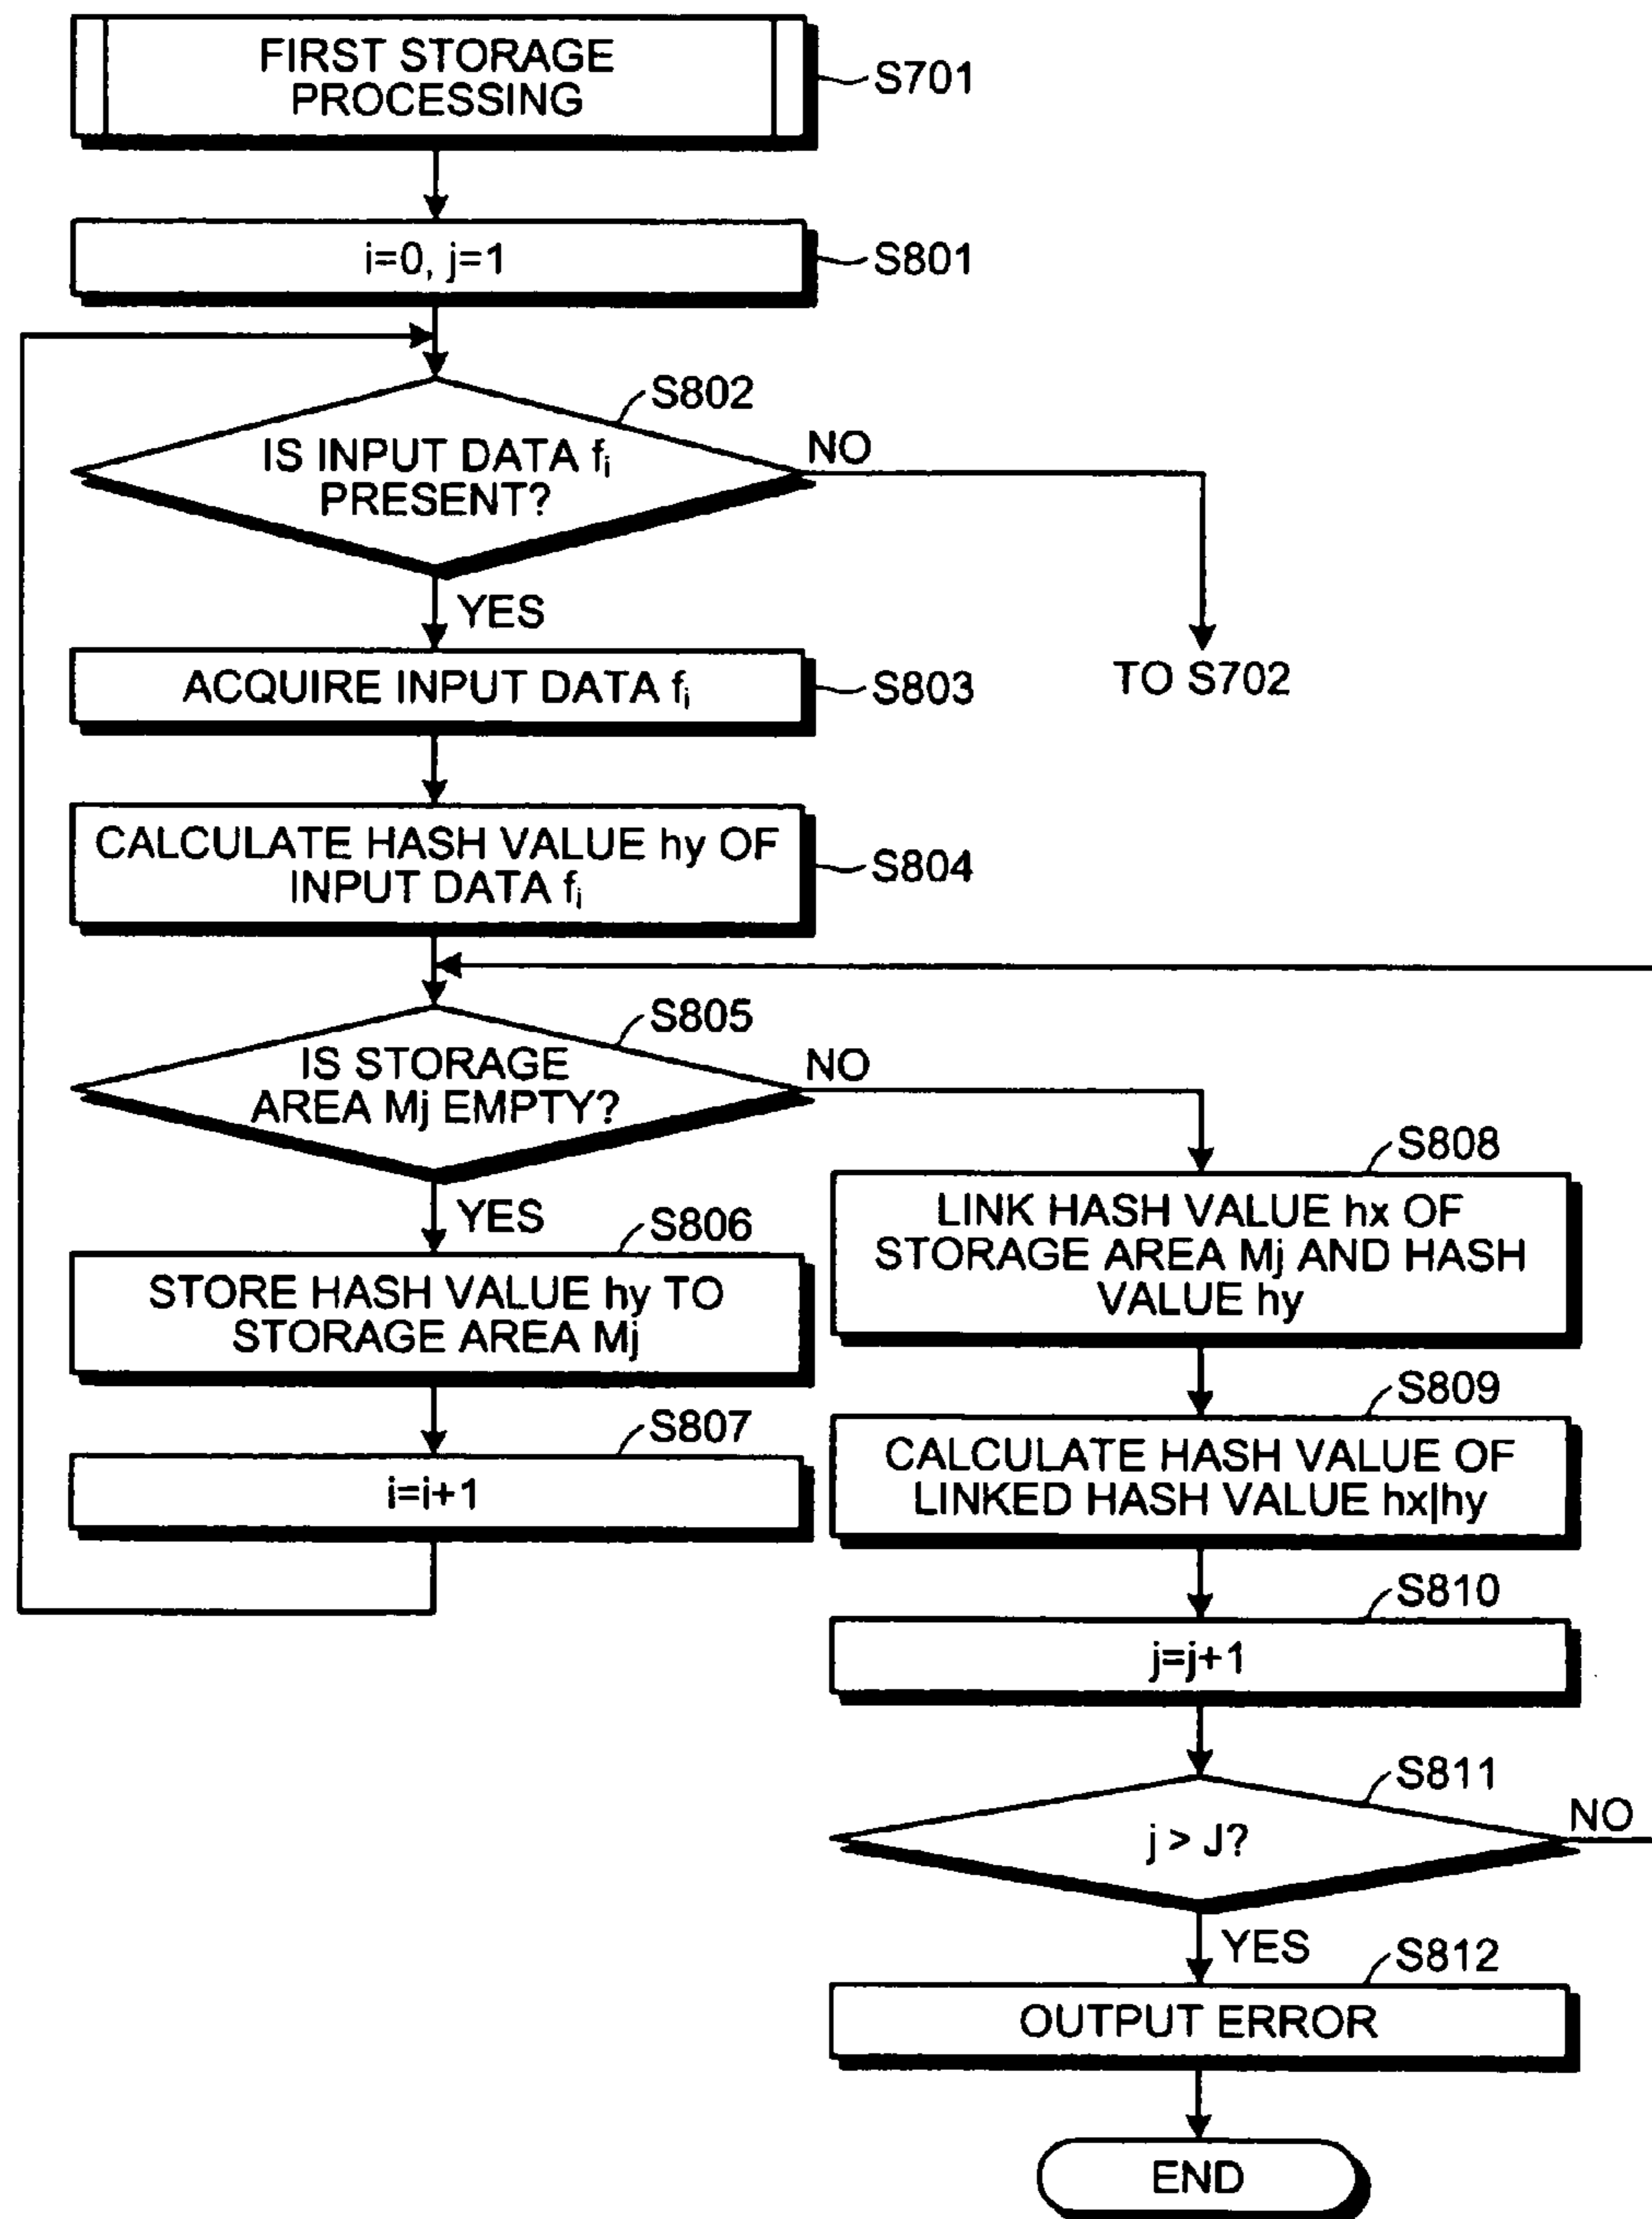 FIRST STORAGE
PROCESSING
S701
i=0, j=1
S801
S802
IS INPUT DATA fi
PRESENT?
NO
YES
TO S702
ACQUIRE INPUT DATA fi
S803
CALCULATE HASH VALUE hy OF
INPUT DATA fi
S804
S805
IS STORAGE
AREA Mj EMPTY?
NO
YES
S806
STORE HASH VALUE hy TO
STORAGE AREA Mj
S807
i=i+1
S808
LINK HASH VALUE hx OF
STORAGE AREA Mj AND HASH
VALUE hy
S809
CALCULATE HASH VALUE OF
LINKED HASH VALUE hx|hy
S810
j=j+1
S811
j > J?
NO
YES
S812
OUTPUT ERROR
END